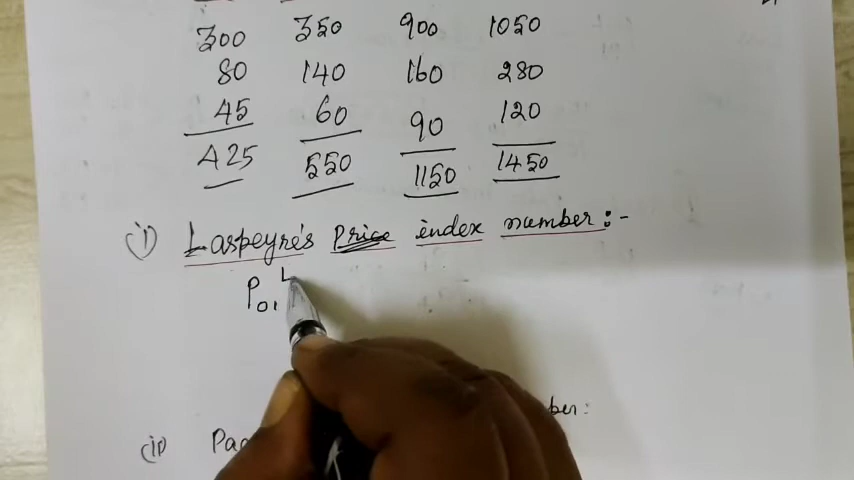 300 350 900 1050
80 140 160 280
45 60 90 120
425 550 1150 1450
(i) Laspeyre's Price index number:-
P01 L
(ii)